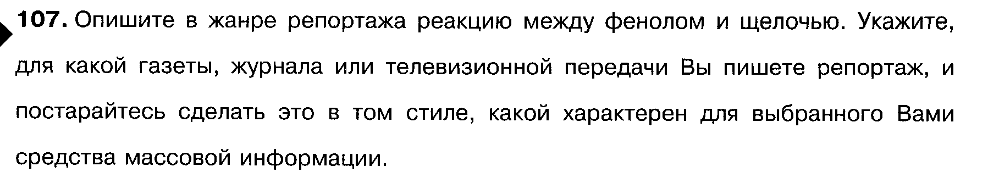 107. Опишите в жанре репортажа реакцию между фенолом и щелочью. Укажите,
для какой газеты, журнала или телевизионной передачи Вы пишете репортаж, и
постарайтесь сделать это в том стиле, какой характерен для выбранного Вами
средства массовой информации.